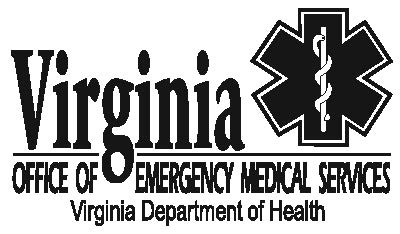 Virginia
OFFICE OF EMERGENCY MEDICAL SERVICES
Virginia Department of Health